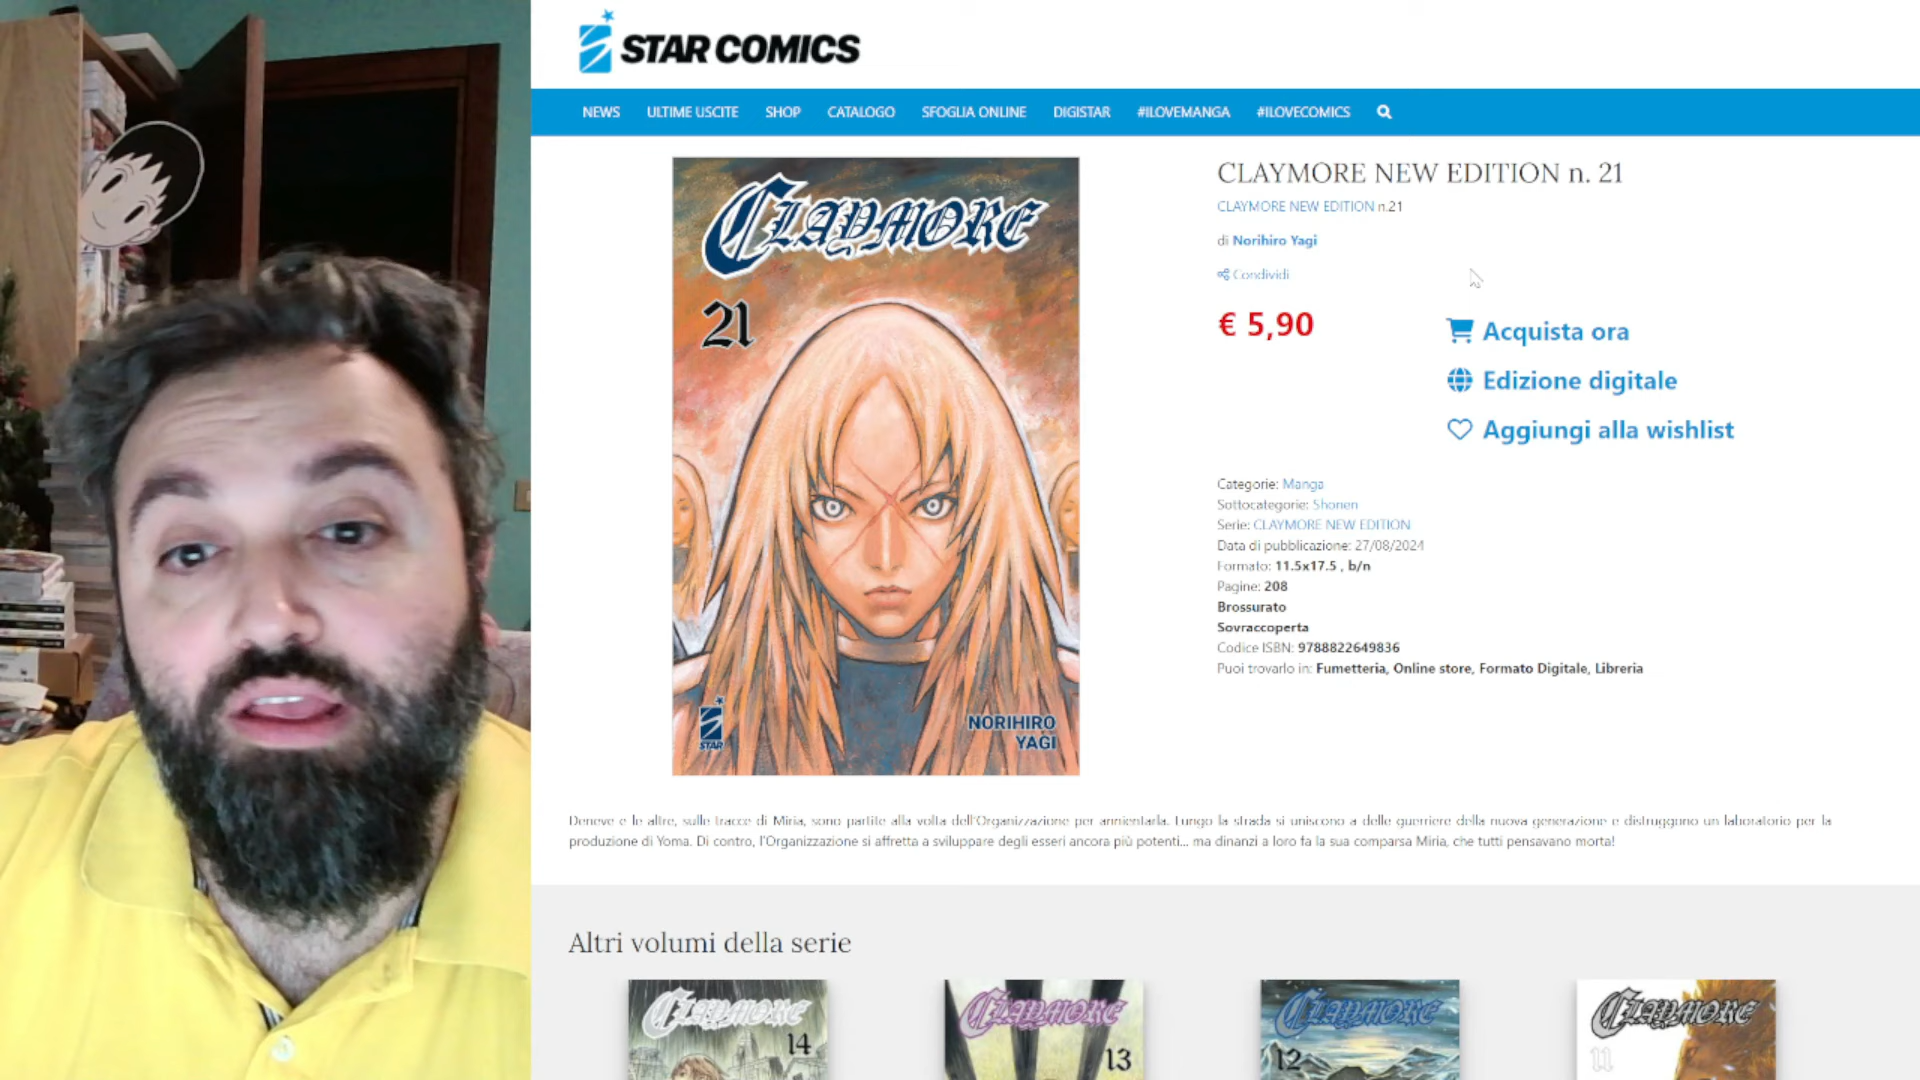 STAR COMICS
NEWS ULTIME USCITE SHOP CATALOGO SFOGLIA ONLINE DIGISTAR #ILOVEMANGA #ILOVECOMICS
CLAYMORE
21
STAR
NORIHIRO
YAGI
CLAYMORE NEW EDITION n. 21
CLAYMORE NEW EDITION n.21
di Norihiro Yagi
Condividi
€ 5,90
Acquista ora
Edizione digitale
Aggiungi alla wishlist
Categorie: Manga
Sottocategorie: Shonen
Serie: CLAYMORE NEW EDITION
Data di pubblicazione: 27/08/2024
Formato: 11.5x17.5 , b/n
Pagine: 208
Brossurato
Sovraccoperta
Codice ISBN: 9788822649836
Puoi trovarlo in: Fumetteria, Online store, Formato Digitale, Libreria
Deneve e le altre, sulle tracce di Miria, sono partite alla volta dell'Organizzazione per annientarla. Lungo la strada si uniscono a delle guerriere della nuova generazione e distruggono un laboratorio per la
produzione di Yoma. Di contro, l'Organizzazione si affretta a sviluppare degli esseri ancora più potenti... ma dinanzi a loro fa la sua comparsa Miria, che tutti pensavano morta!
Altri volumi della serie
CLAYMORE
14
CLAYMORE
13
CLAYMORE
12
CLAYMORE
11